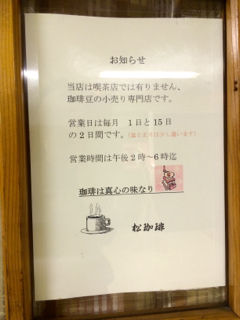 お知らせ
当店は喫茶店では有りません、
珈琲豆の小売り専門店です。
営業日は毎月 1日と15日
の2日間です。
営業時間は午後2時~6時迄
珈琲は真心の味なり
松珈琲